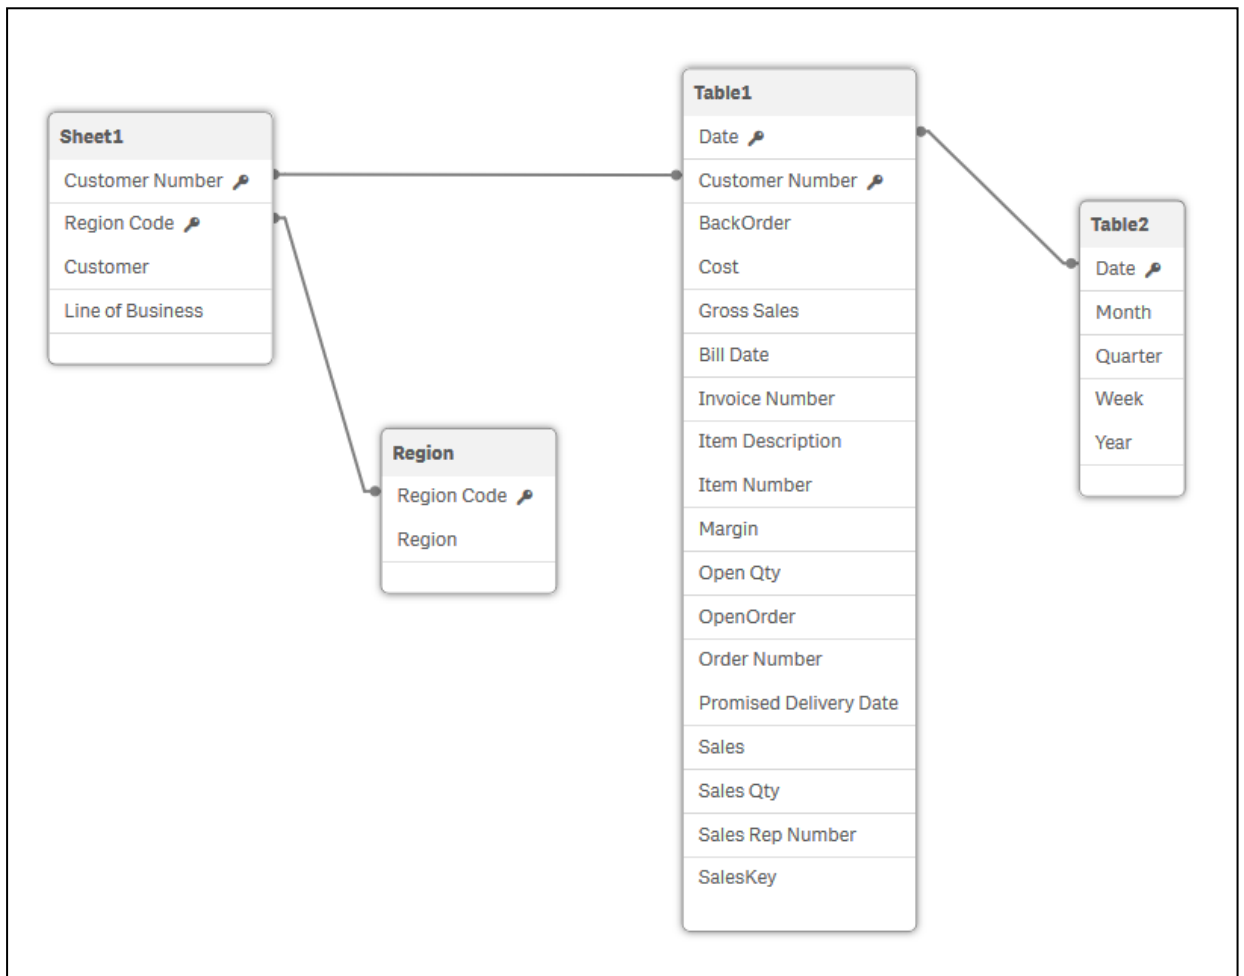 Sheet1
Customer Number
Region Code
Customer
Line of Business
Region
Region Code
Region
Table1
Date
Customer Number
BackOrder
Cost
Gross Sales
Bill Date
Invoice Number
Item Description
Item Number
Margin
Open Qty
OpenOrder
Order Number
Promised Delivery Date
Sales
Sales Qty
Sales Rep Number
SalesKey
Table2
Date
Month
Quarter
Week
Year